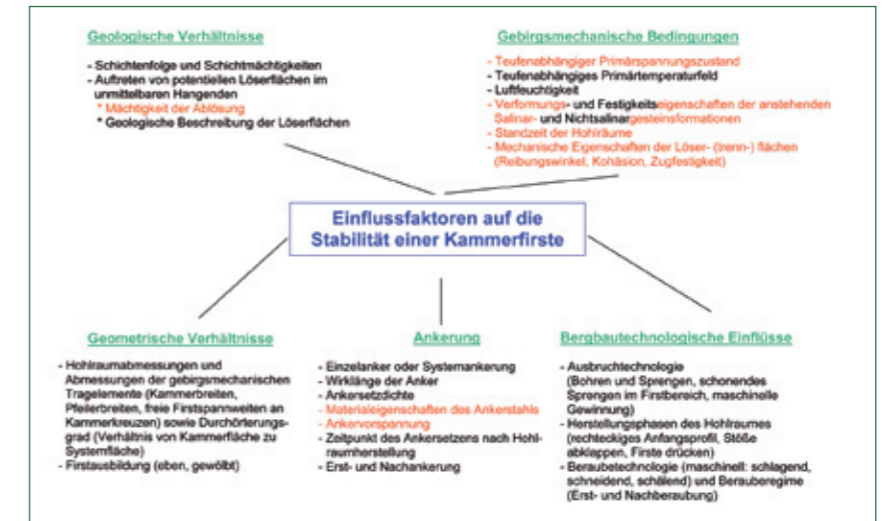 Geologische Verhältnisse
- Schichtenfolge und Schichtmächtigkeiten
- Auftreten von potentiellen Löserflächen im
unmittelbaren Hangenden
* Mächtigkeit der Ablösung
* Geologische Beschreibung der Löserflächen
Gebirgsmechanische Bedingungen
- Teufenabhängiger Primärspannungszustand
- Teufenabhängiges Primärtemperaturfeld
- Luftfeuchtigkeit
- Verformungs- und Festigkeitseigenschaften der anstehenden
Salinar- und Nichtsalinargesteinsformationen
- Standzeit der Hohlräume
- Mechanische Eigenschaften der Löser- (trenn-) flächen
(Reibungswinkel, Kohäsion, Zugfestigkeit)
Einflussfaktoren auf die
Stabilität einer Kammerfirste
Geometrische Verhältnisse
- Hohlraumabmessungen und
Abmessungen der gebirgsmechanischen
Tragelemente (Kammerbreiten,
Pfeilerbreiten, freie Firstspannweiten an
Kammerkreuzen) sowie Durchörterungs-
grad (Verhältnis von Kammerfläche zu
Systemfläche)
- Firstausbildung (eben, gewölbt)
Ankerung
- Einzelanker oder Systemankerung
- Wirklänge der Anker
- Ankersetzdichte
- Materialeigenschaften des Ankerstahls
- Ankervorspannung
- Zeitpunkt des Ankersetzens nach Hohl-
raumherstellung
- Erst- und Nachankerung
Bergbautechnologische Einflüsse
- Ausbruchtechnologie
(Bohren und Sprengen, schonendes
Sprengen im Firstbereich, maschinelle
Gewinnung)
- Herstellungsphasen des Hohlraumes
(rechteckiges Anfangsprofil, Stöße
abklappen, Firste drücken)
- Beraubetechnologie (maschinell: schlagend,
schneidend, schälend) und Berauberegime
(Erst- und Nachberaubung)